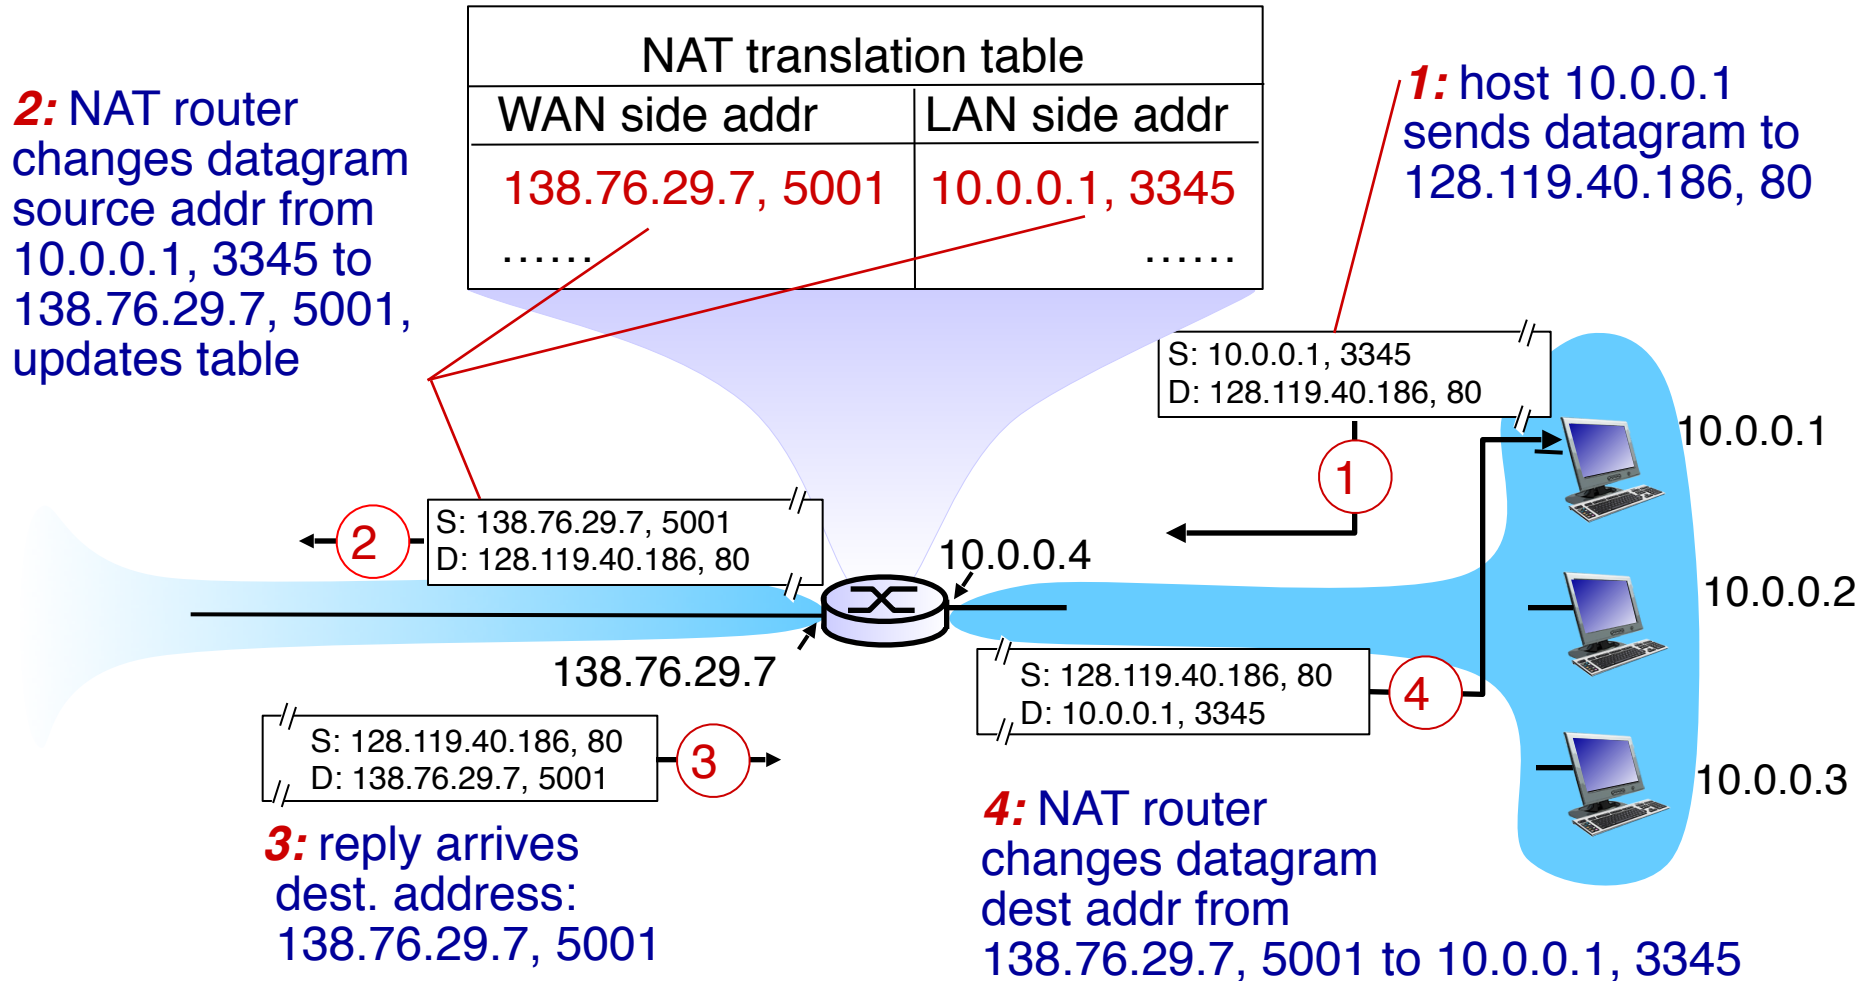 NAT translation table
WAN side addr LAN side addr
138.76.29.7, 5001 10.0.0.1, 3345
...... ......
2: NAT router
changes datagram
source addr from
10.0.0.1, 3345 to
138.76.29.7, 5001,
updates table
1: host 10.0.0.1
sends datagram to
128.119.40.186, 80
S: 10.0.0.1, 3345
D: 128.119.40.186, 80
1
10.0.0.1
S: 138.76.29.7, 5001
D: 128.119.40.186, 80
2
10.0.0.4
10.0.0.2
138.76.29.7
S: 128.119.40.186, 80
D: 10.0.0.1, 3345
4
S: 128.119.40.186, 80
D: 138.76.29.7, 5001
3
10.0.0.3
3: reply arrives
dest. address:
138.76.29.7, 5001
4: NAT router
changes datagram
dest addr from
138.76.29.7, 5001 to 10.0.0.1, 3345